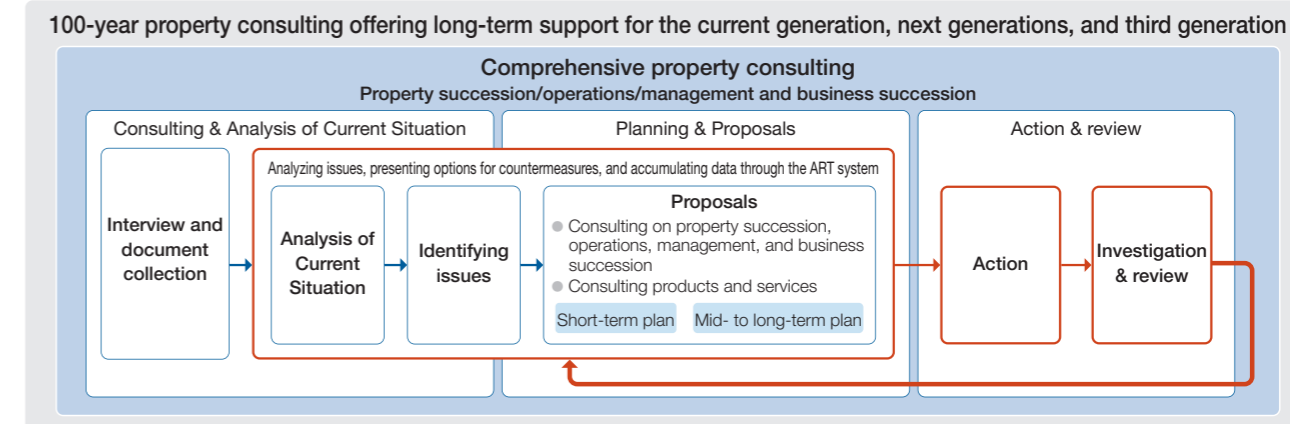 100-year property consulting offering long-term support for the current generation, next generations, and third generation
Comprehensive property consulting
Property succession/operations/management and business succession
Consulting & Analysis of Current Situation
Planning & Proposals
Action & review
Analyzing issues, presenting options for countermeasures, and accumulating data through the ART system
Interview and
document
collection
Analysis of
Current
Situation
Identifying
issues
Proposals
● Consulting on property succession,
operations, management, and business
succession
● Consulting products and services
Short-term plan
Mid- to long-term plan
Action
Investigation
& review